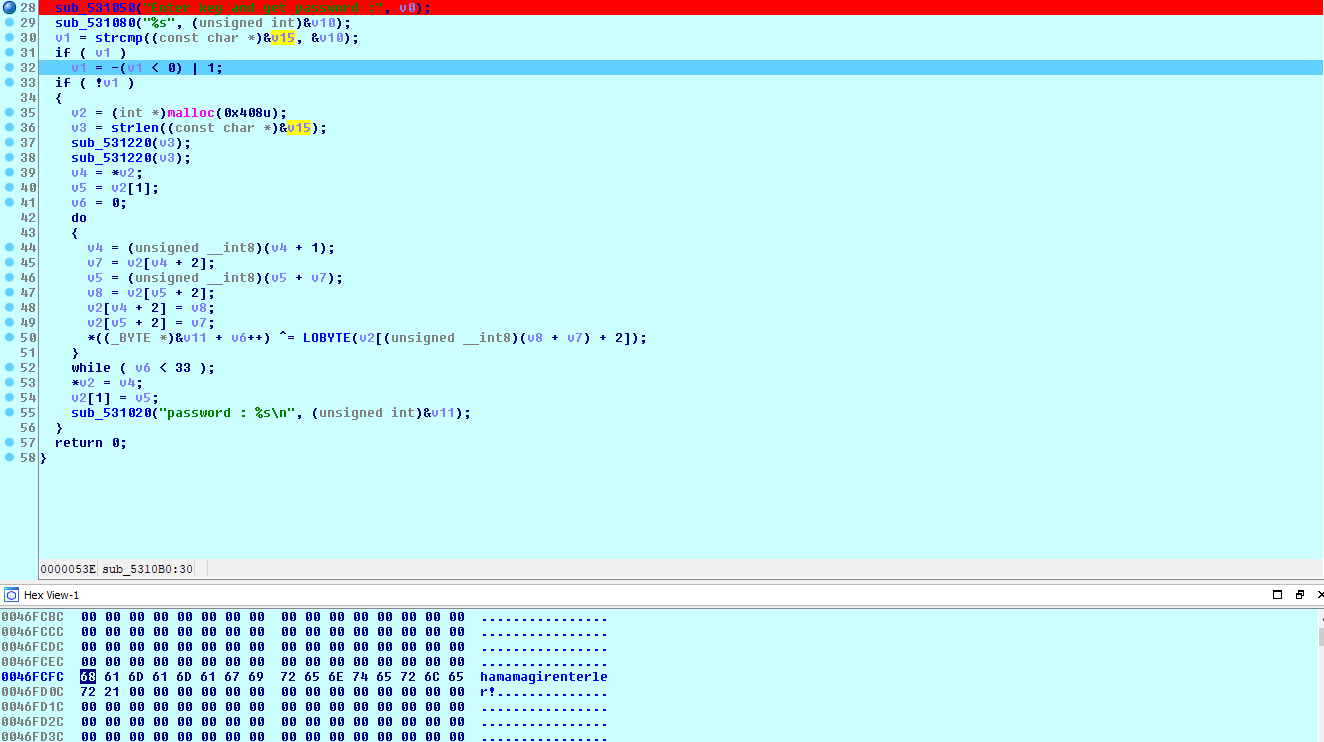 28 sub_531050("Enter key and get password :", v0);
29 sub_531080("%s", (unsigned int)&v10);
30 v1 = strcmp((const char *)&v15, &v10);
31 if ( v1 )
32 v1 = -(v1 < 0) | 1;
33 if ( !v1 )
34 {
35 v2 = (int *)malloc(0x408u);
36 v3 = strlen((const char *)&v15);
37 sub_531220(v3);
38 sub_531220(v3);
39 v4 = *v2;
40 v5 = v2[1];
41 v6 = 0;
42 do
43 {
44 v4 = (unsigned __int8)(v4 + 1);
45 v7 = v2[v4 + 2];
46 v5 = (unsigned __int8)(v5 + v7);
47 v8 = v2[v5 + 2];
48 v2[v4 + 2] = v8;
49 v2[v5 + 2] = v7;
50 *((_BYTE *)&v11 + v6++) ^= LOBYTE(v2[(unsigned __int8)(v8 + v7) + 2]);
51 }
52 while ( v6 < 33 );
53 *v2 = v4;
54 v2[1] = v5;
55 sub_531020("password : %s\n", (unsigned int)&v11);
56 }
57 return 0;
58 }
0000053E sub_5310B0:30
Hex View-1
0046FCBC 00 00 00 00 00 00 00 00 00 00 00 00 00 00 00 00 ................
0046FCCC 00 00 00 00 00 00 00 00 00 00 00 00 00 00 00 00 ................
0046FCDC 00 00 00 00 00 00 00 00 00 00 00 00 00 00 00 00 ................
0046FCEC 00 00 00 00 00 00 00 00 00 00 00 00 00 00 00 00 ................
0046FCFC 68 61 6D 61 6D 61 67 69 72 65 6E 74 65 72 6C 65 hamamagirenterle
0046FD0C 72 21 00 00 00 00 00 00 00 00 00 00 00 00 00 00 r!..............
0046FD1C 00 00 00 00 00 00 00 00 00 00 00 00 00 00 00 00 ................
0046FD2C 00 00 00 00 00 00 00 00 00 00 00 00 00 00 00 00 ................
0046FD3C 00 00 00 00 00 00 00 00 00 00 00 00 00 00 00 00 ................